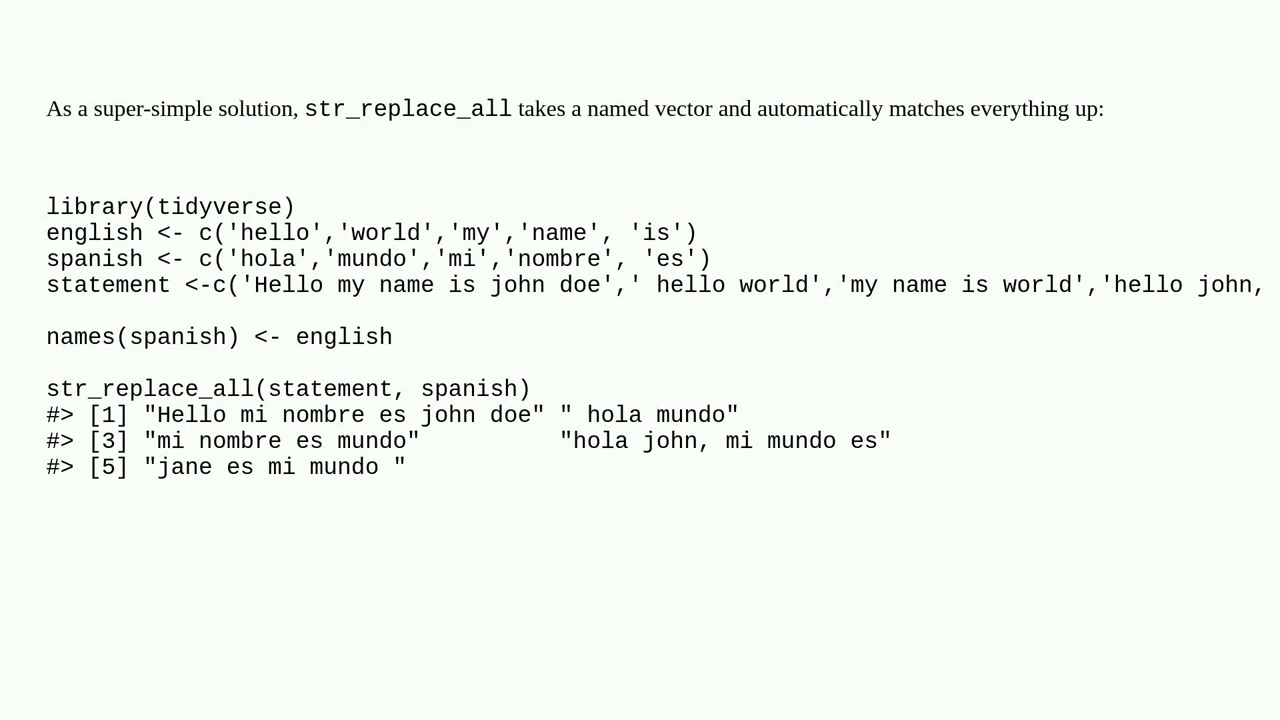 As a super-simple solution, str_replace_all takes a named vector and automatically matches everything up:
library(tidyverse)
english <- c('hello','world','my','name', 'is')
spanish <- c('hola','mundo','mi','nombre', 'es')
statement <-c('Hello my name is john doe',' hello world','my name is world','hello john,
names(spanish) <- english
str_replace_all(statement, spanish)
#> [1] "Hello mi nombre es john doe" " hola mundo"
#> [3] "mi nombre es mundo"          "hola john, mi mundo es"
#> [5] "jane es mi mundo "